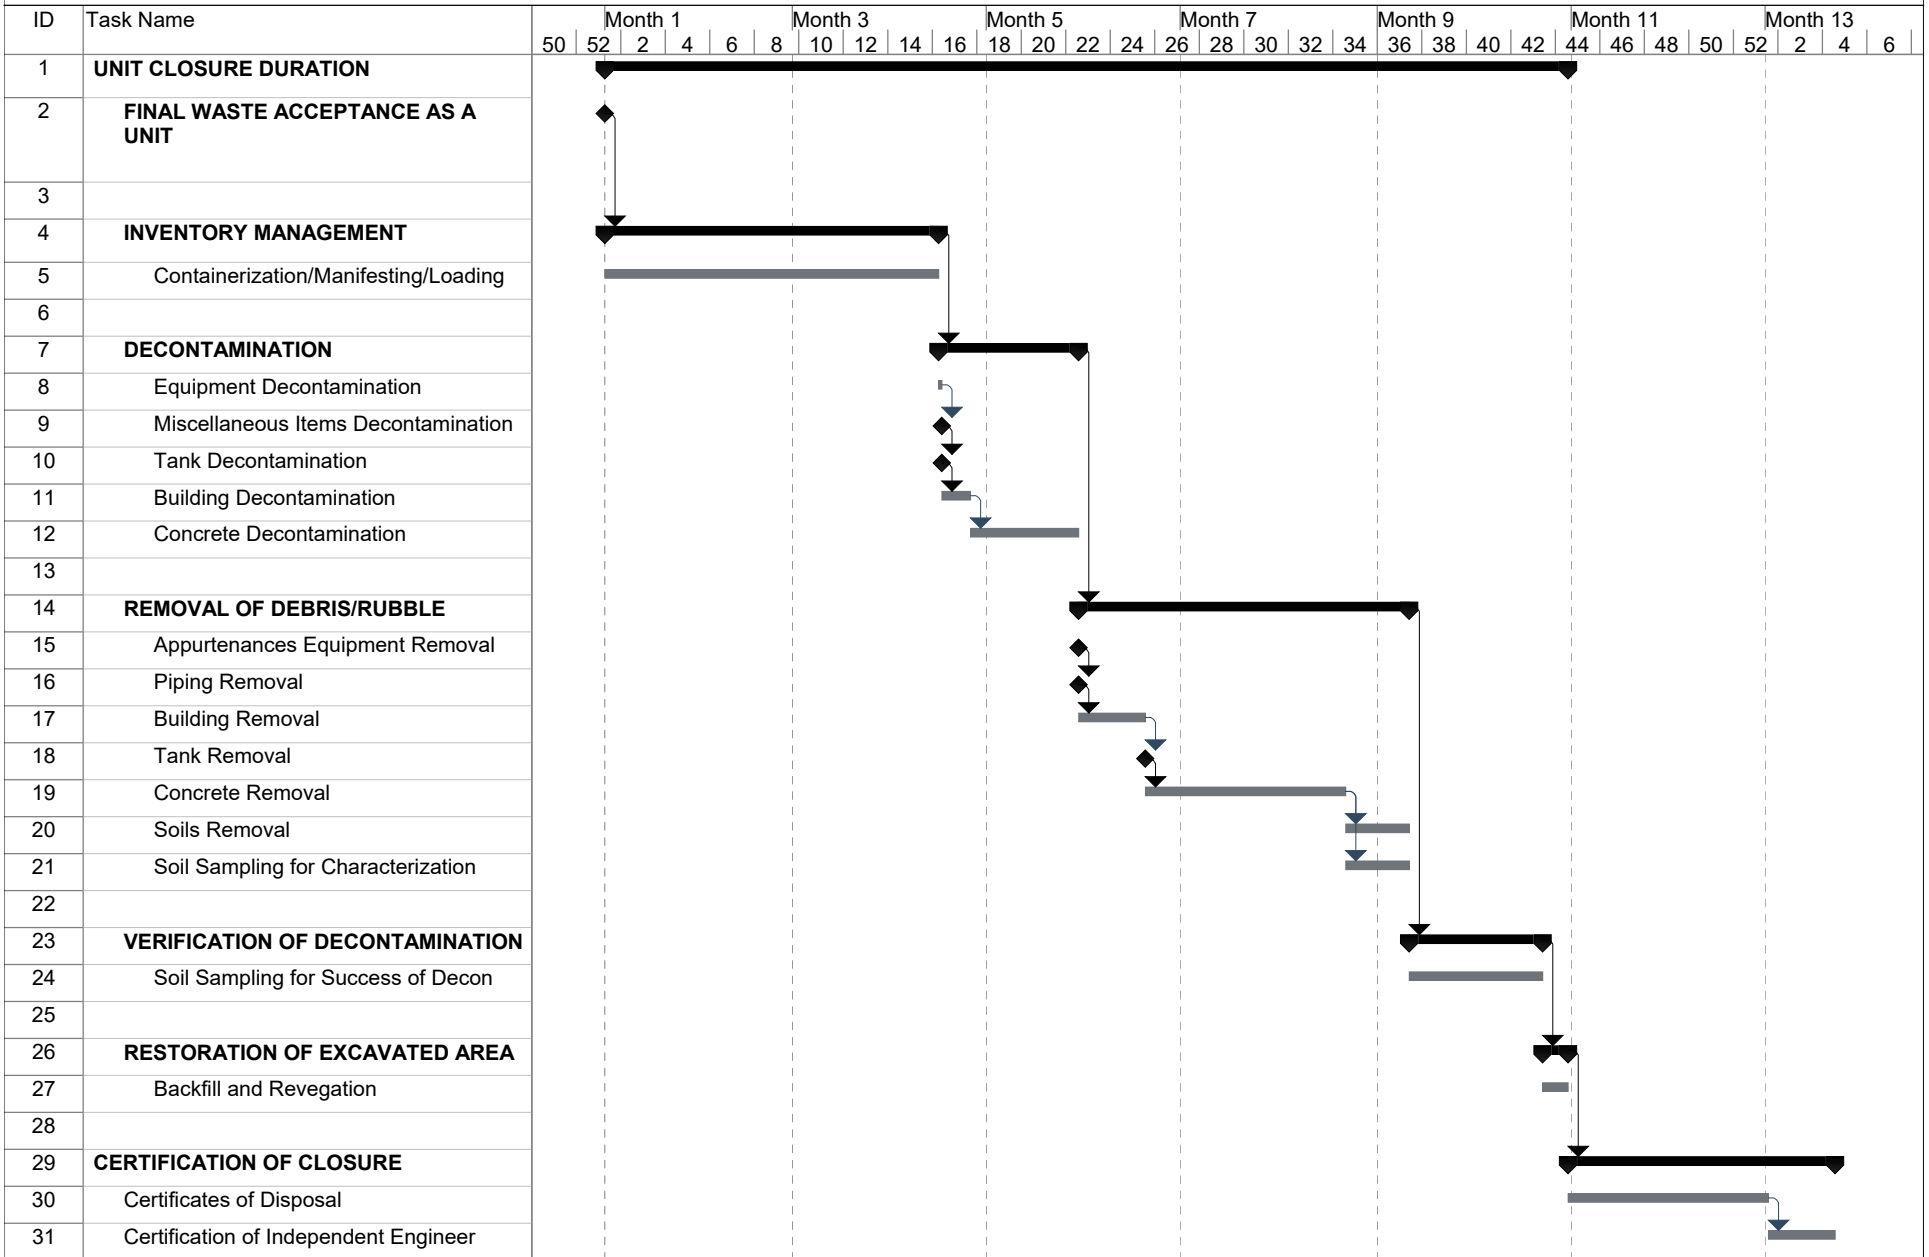 ID Task Name Month 1 Month 3 Month 5 Month 7 Month 9 Month 11 Month 13
50 52 2 4 6 8 10 12 14 16 18 20 22 24 26 28 30 32 34 36 38 40 42 44 46 48 50 52 2 4 6
1 UNIT CLOSURE DURATION
2 FINAL WASTE ACCEPTANCE AS A
UNIT
3
4 INVENTORY MANAGEMENT
5 Containerization/Manifesting/Loading
6
7 DECONTAMINATION
8 Equipment Decontamination
9 Miscellaneous Items Decontamination
10 Tank Decontamination
11 Building Decontamination
12 Concrete Decontamination
13
14 REMOVAL OF DEBRIS/RUBBLE
15 Appurtenances Equipment Removal
16 Piping Removal
17 Building Removal
18 Tank Removal
19 Concrete Removal
20 Soils Removal
21 Soil Sampling for Characterization
22
23 VERIFICATION OF DECONTAMINATION
24 Soil Sampling for Success of Decon
25
26 RESTORATION OF EXCAVATED AREA
27 Backfill and Revegation
28
29 CERTIFICATION OF CLOSURE
30 Certificates of Disposal
31 Certification of Independent Engineer